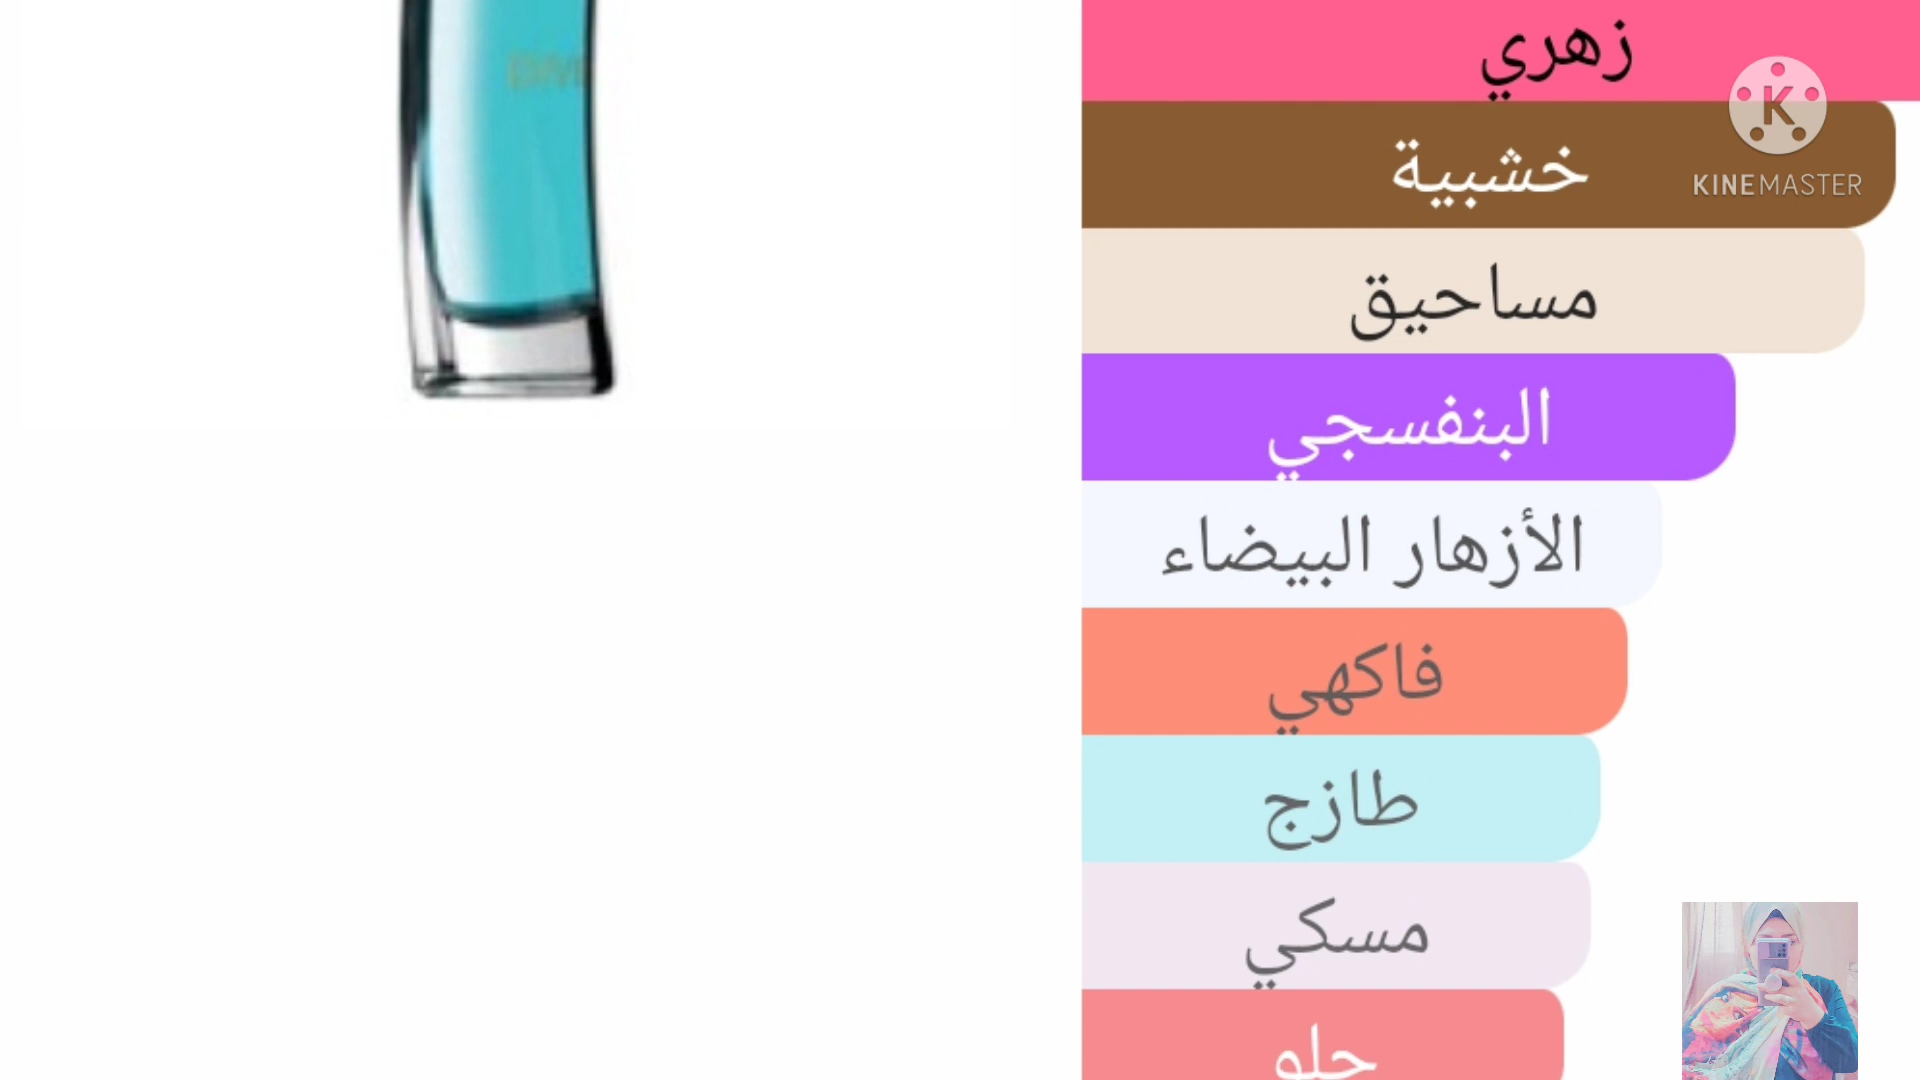 زهري
خشبية
مساحيق
البنفسجي
الأزهار البيضاء
فاكهي
طازج
مسكي
حلو
K
KINEMASTER